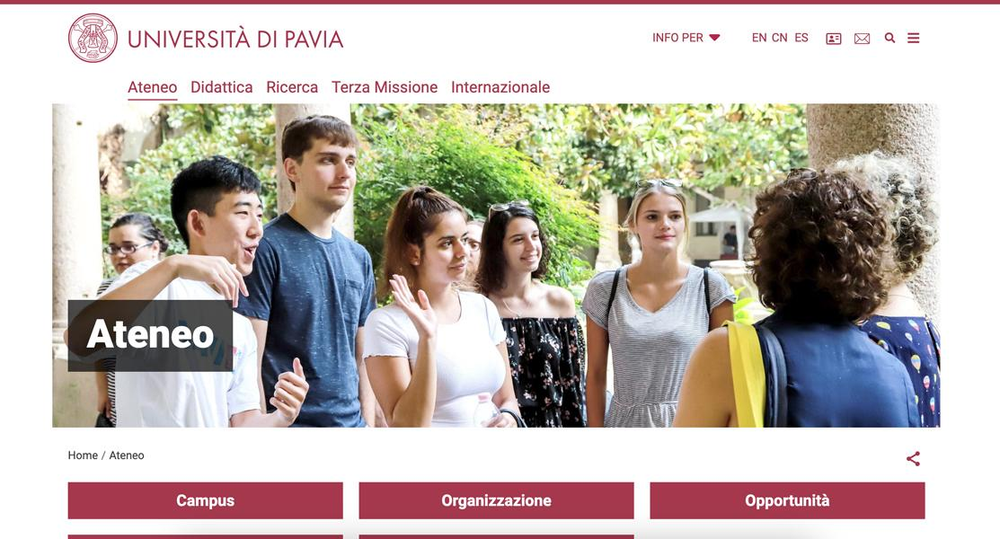 UNIVERSITÀ DI PAVIA
INFO PER
EN CN ES
Ateneo Didattica Ricerca Terza Missione Internazionale
Ateneo
Home / Ateneo
Campus Organizzazione Opportunità